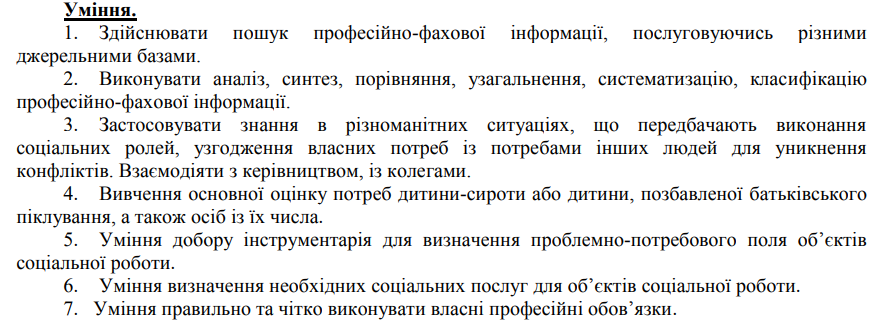 Уміння.
1. Здійснювати пошук професійно-фахової інформації, послуговуючись різними
джерельними базами.
2. Виконувати аналіз, синтез, порівняння, узагальнення, систематизацію, класифікацію
професійно-фахової інформації.
3. Застосовувати знання в різноманітних ситуаціях, що передбачають виконання
соціальних ролей, узгодження власних потреб із потребами інших людей для уникнення
конфліктів. Взаємодіяти з керівництвом, із колегами.
4. Вивчення основної оцінку потреб дитини-сироти або дитини, позбавленої батьківського
піклування, а також осіб із їх числа.
5. Уміння добору інструментарія для визначення проблемно-потребового поля об’єктів
соціальної роботи.
6. Уміння визначення необхідних соціальних послуг для об’єктів соціальної роботи.
7. Уміння правильно та чітко виконувати власні професійні обов’язки.